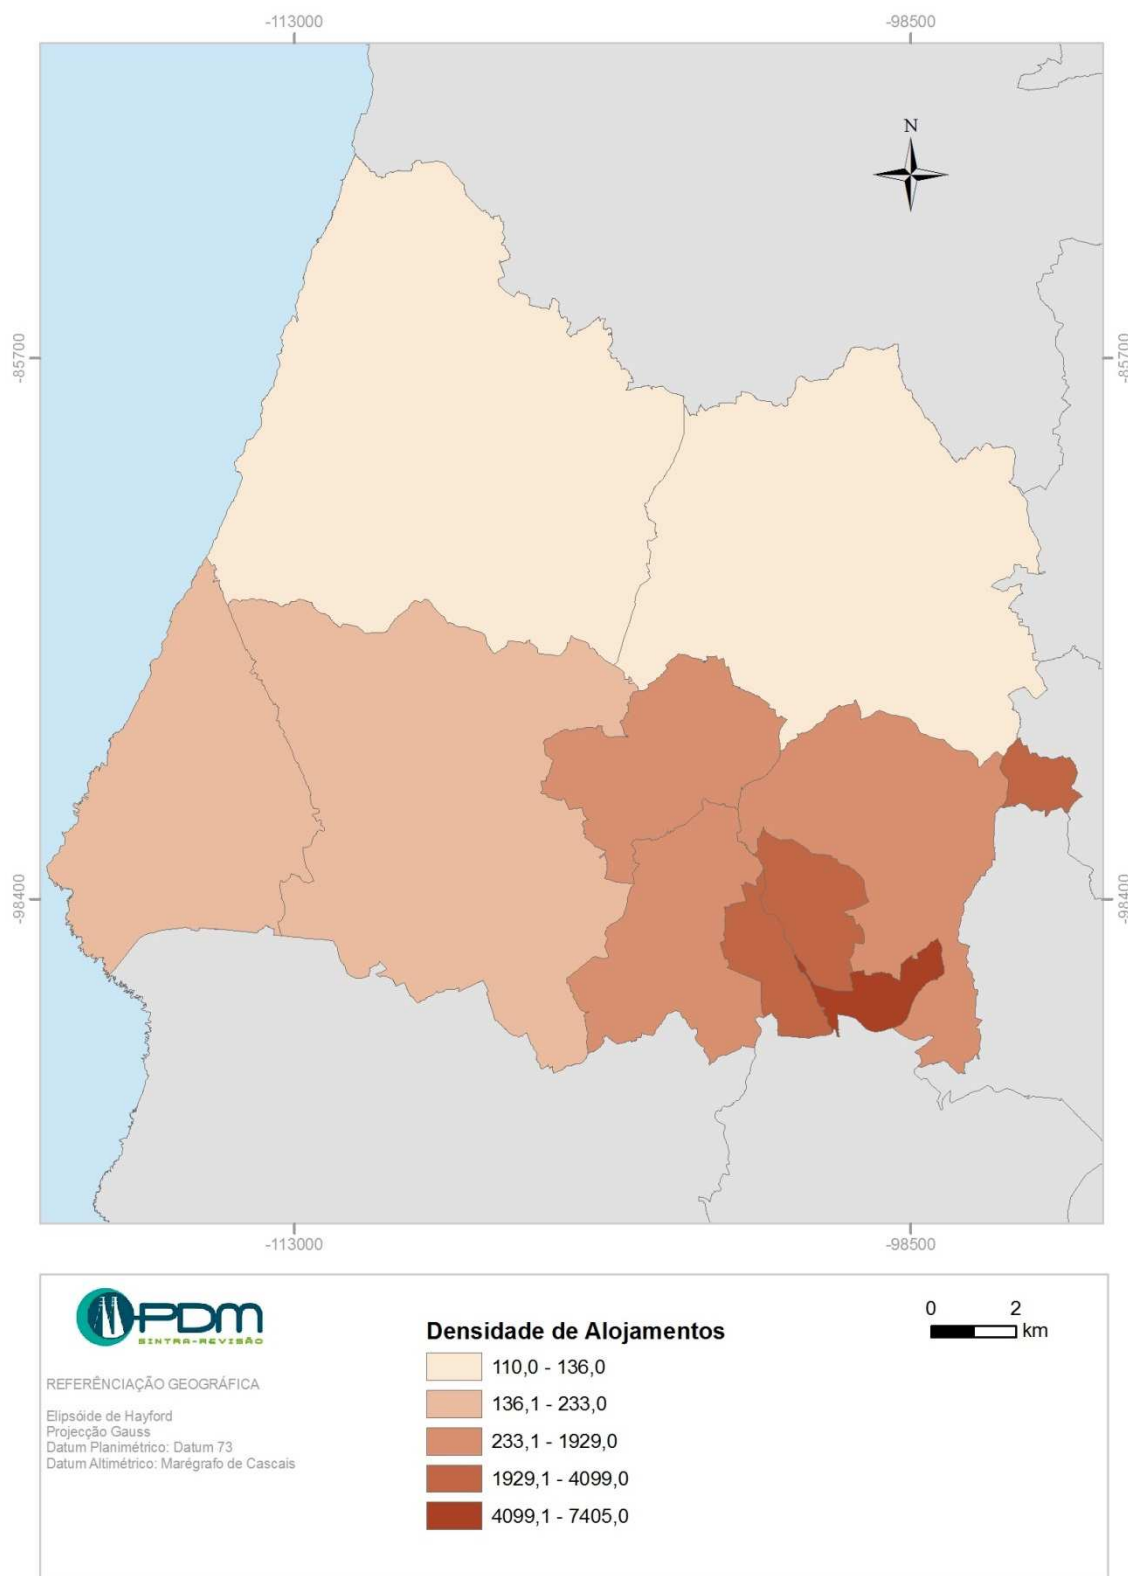 -113000
-98500
N
-85700
-85700
-98400
-98400
-113000
-98500
PDM
SINTRA-REVISÃO
REFERÊNCIAÇÃO GEOGRÁFICA
Elipsóide de Hayford
Projecção Gauss
Datum Planimétrico: Datum 73
Datum Altimétrico: Marégrafo de Cascais
Densidade de Alojamentos
110,0 - 136,0
136,1 - 233,0
233,1 - 1929,0
1929,1 - 4099,0
4099,1 - 7405,0
0 2
km